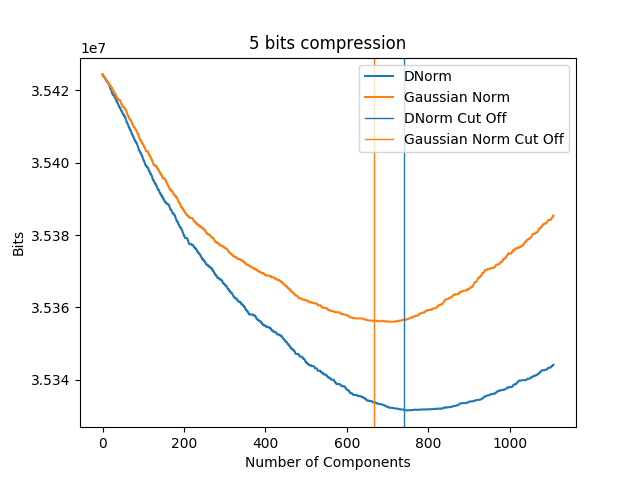 5 bits compression
1e7
DNorm
Gaussian Norm
DNorm Cut Off
Gaussian Norm Cut Off
3.542
3.540
3.538
3.536
3.534
Bits
0 200 400 600 800 1000
Number of Components